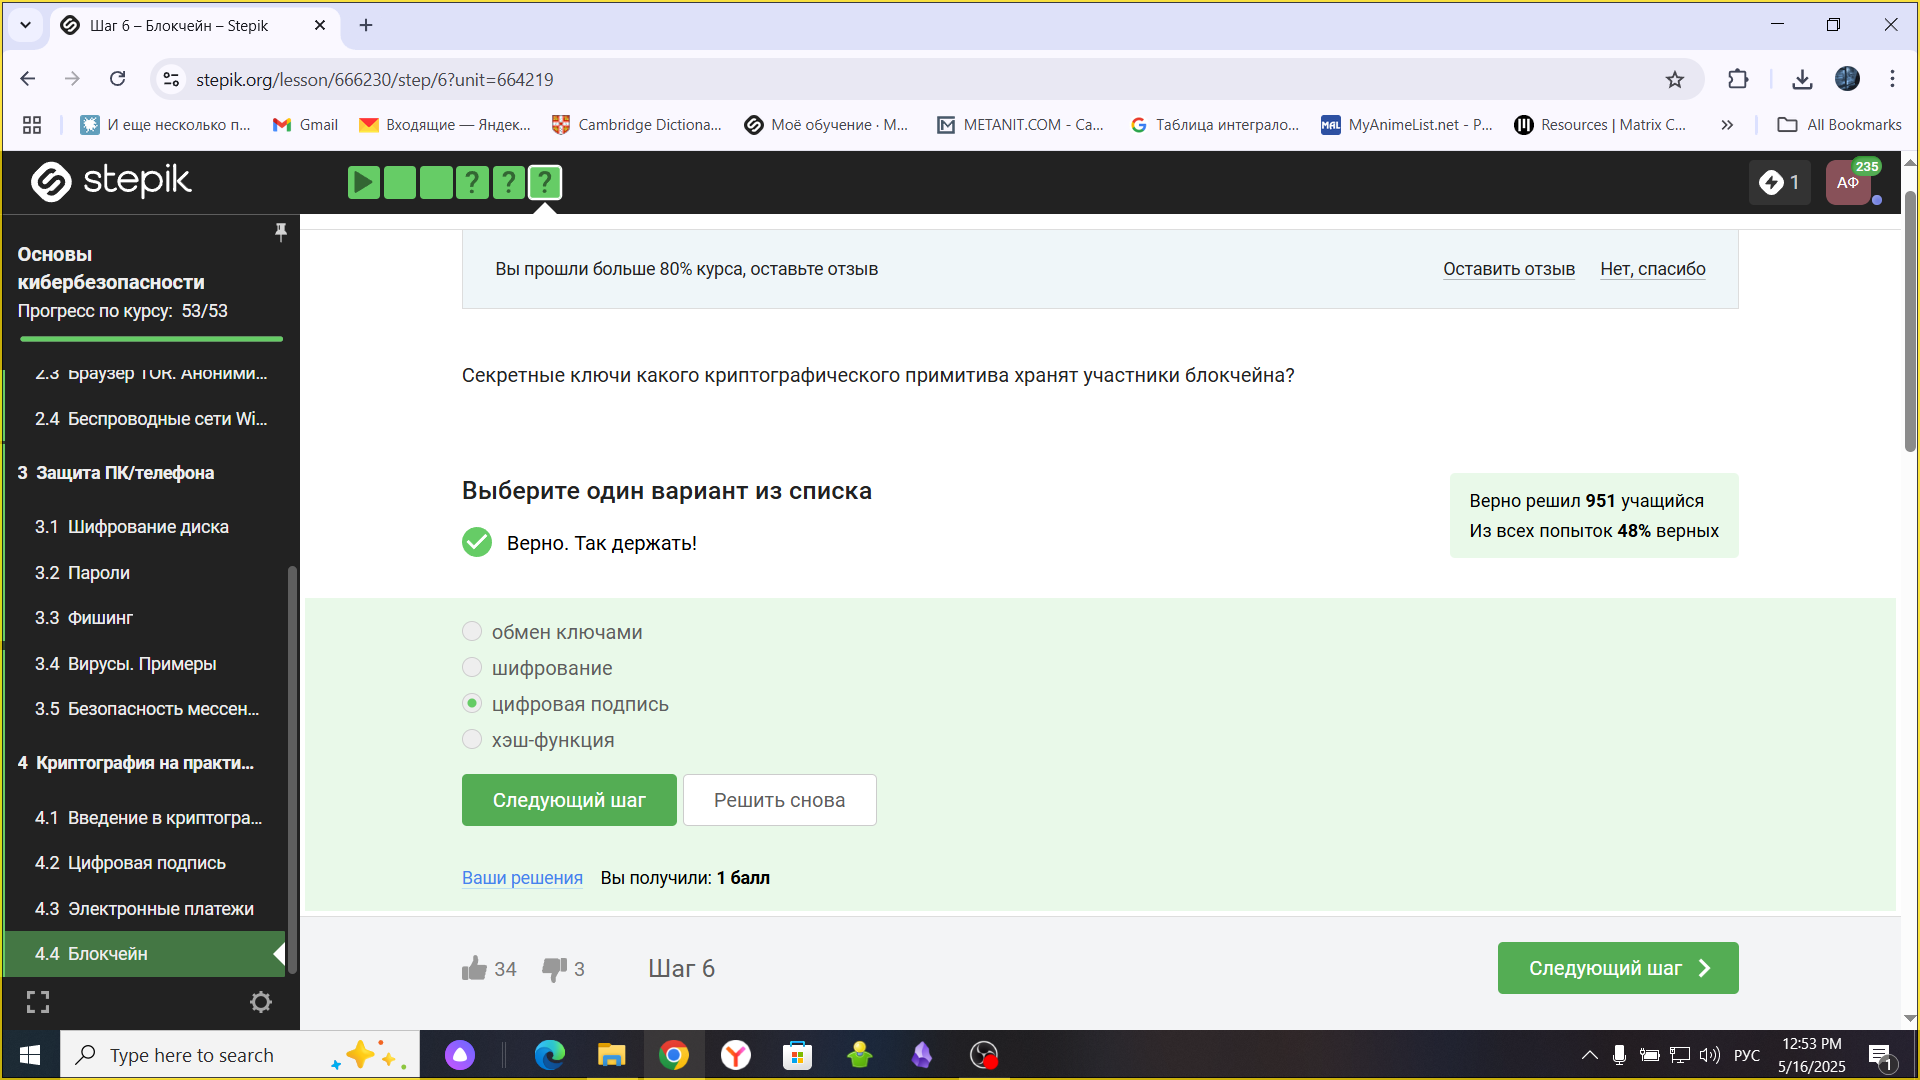 Шаг 6 – Блокчейн – Stepik
stepik.org/lesson/666230/step/6?unit=664219
И еще несколько п...
Gmail
Входящие — Яндек...
Cambridge Dictiona...
Моё обучение · M...
METANIT.COM - Са...
Таблица интеграло...
MAL
MyAnimeList.net - P...
Resources | Matrix C...
All Bookmarks
stepik
? ? ?
1
АФ
235
Основы
кибербезопасности
Прогресс по курсу: 53/53
2.3 Браузер TOR. Аноними...
2.4 Беспроводные сети Wi...
3 Защита ПК/телефона
3.1 Шифрование диска
3.2 Пароли
3.3 Фишинг
3.4 Вирусы. Примеры
3.5 Безопасность мессен...
4 Криптография на практи...
4.1 Введение в криптогра...
4.2 Цифровая подпись
4.3 Электронные платежи
4.4 Блокчейн
Вы прошли больше 80% курса, оставьте отзыв
Оставить отзыв
Нет, спасибо
Секретные ключи какого криптографического примитива хранят участники блокчейна?
Выберите один вариант из списка
Верно. Так держать!
Верно решил 951 учащийся
Из всех попыток 48% верных
обмен ключами
шифрование
цифровая подпись
хэш-функция
Следующий шаг
Решить снова
Ваши решения
Вы получили: 1 балл
34
3
Шаг 6
Следующий шаг
Type here to search
РУС
12:53 PM
5/16/2025
1